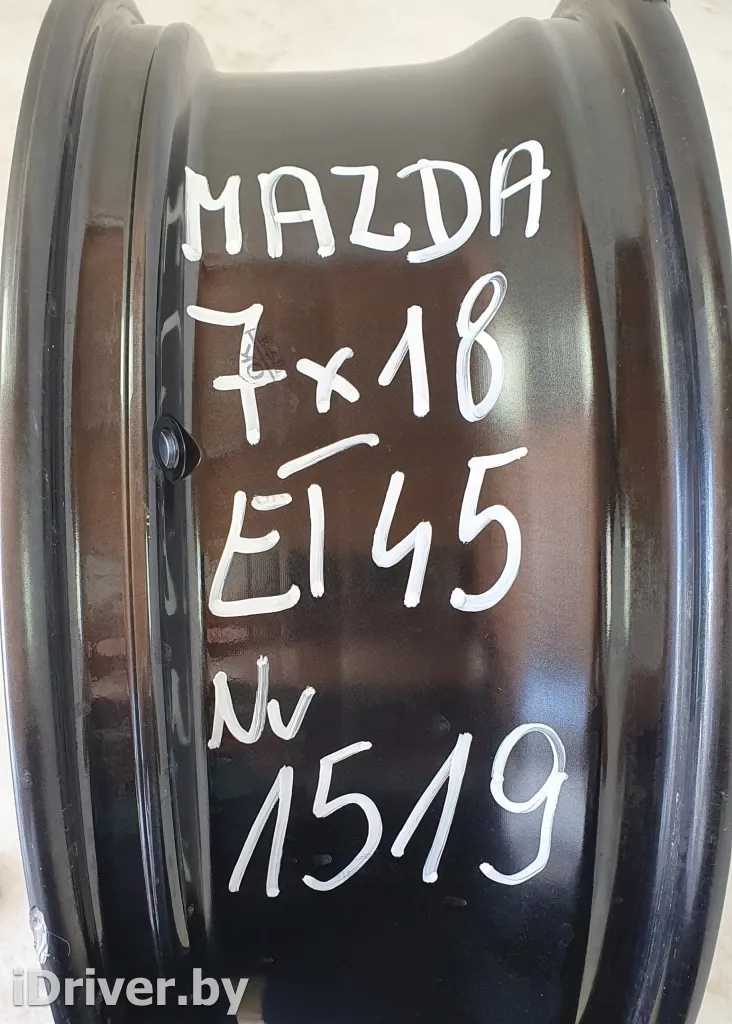 MAZDA
7x18
ET45
Nv
1519
iDriver.by